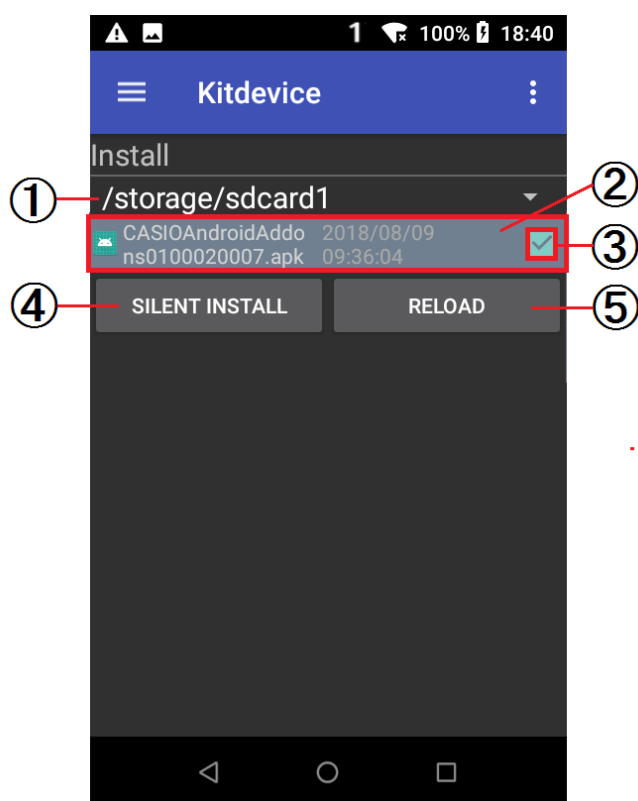 1 100% 18:40
Kitdevice
Install
① /storage/sdcard1 ②
CASIOAndroidAddo 2018/08/09
ns0100020007.apk 09:36:04 ③
④ SILENT INSTALL RELOAD ⑤